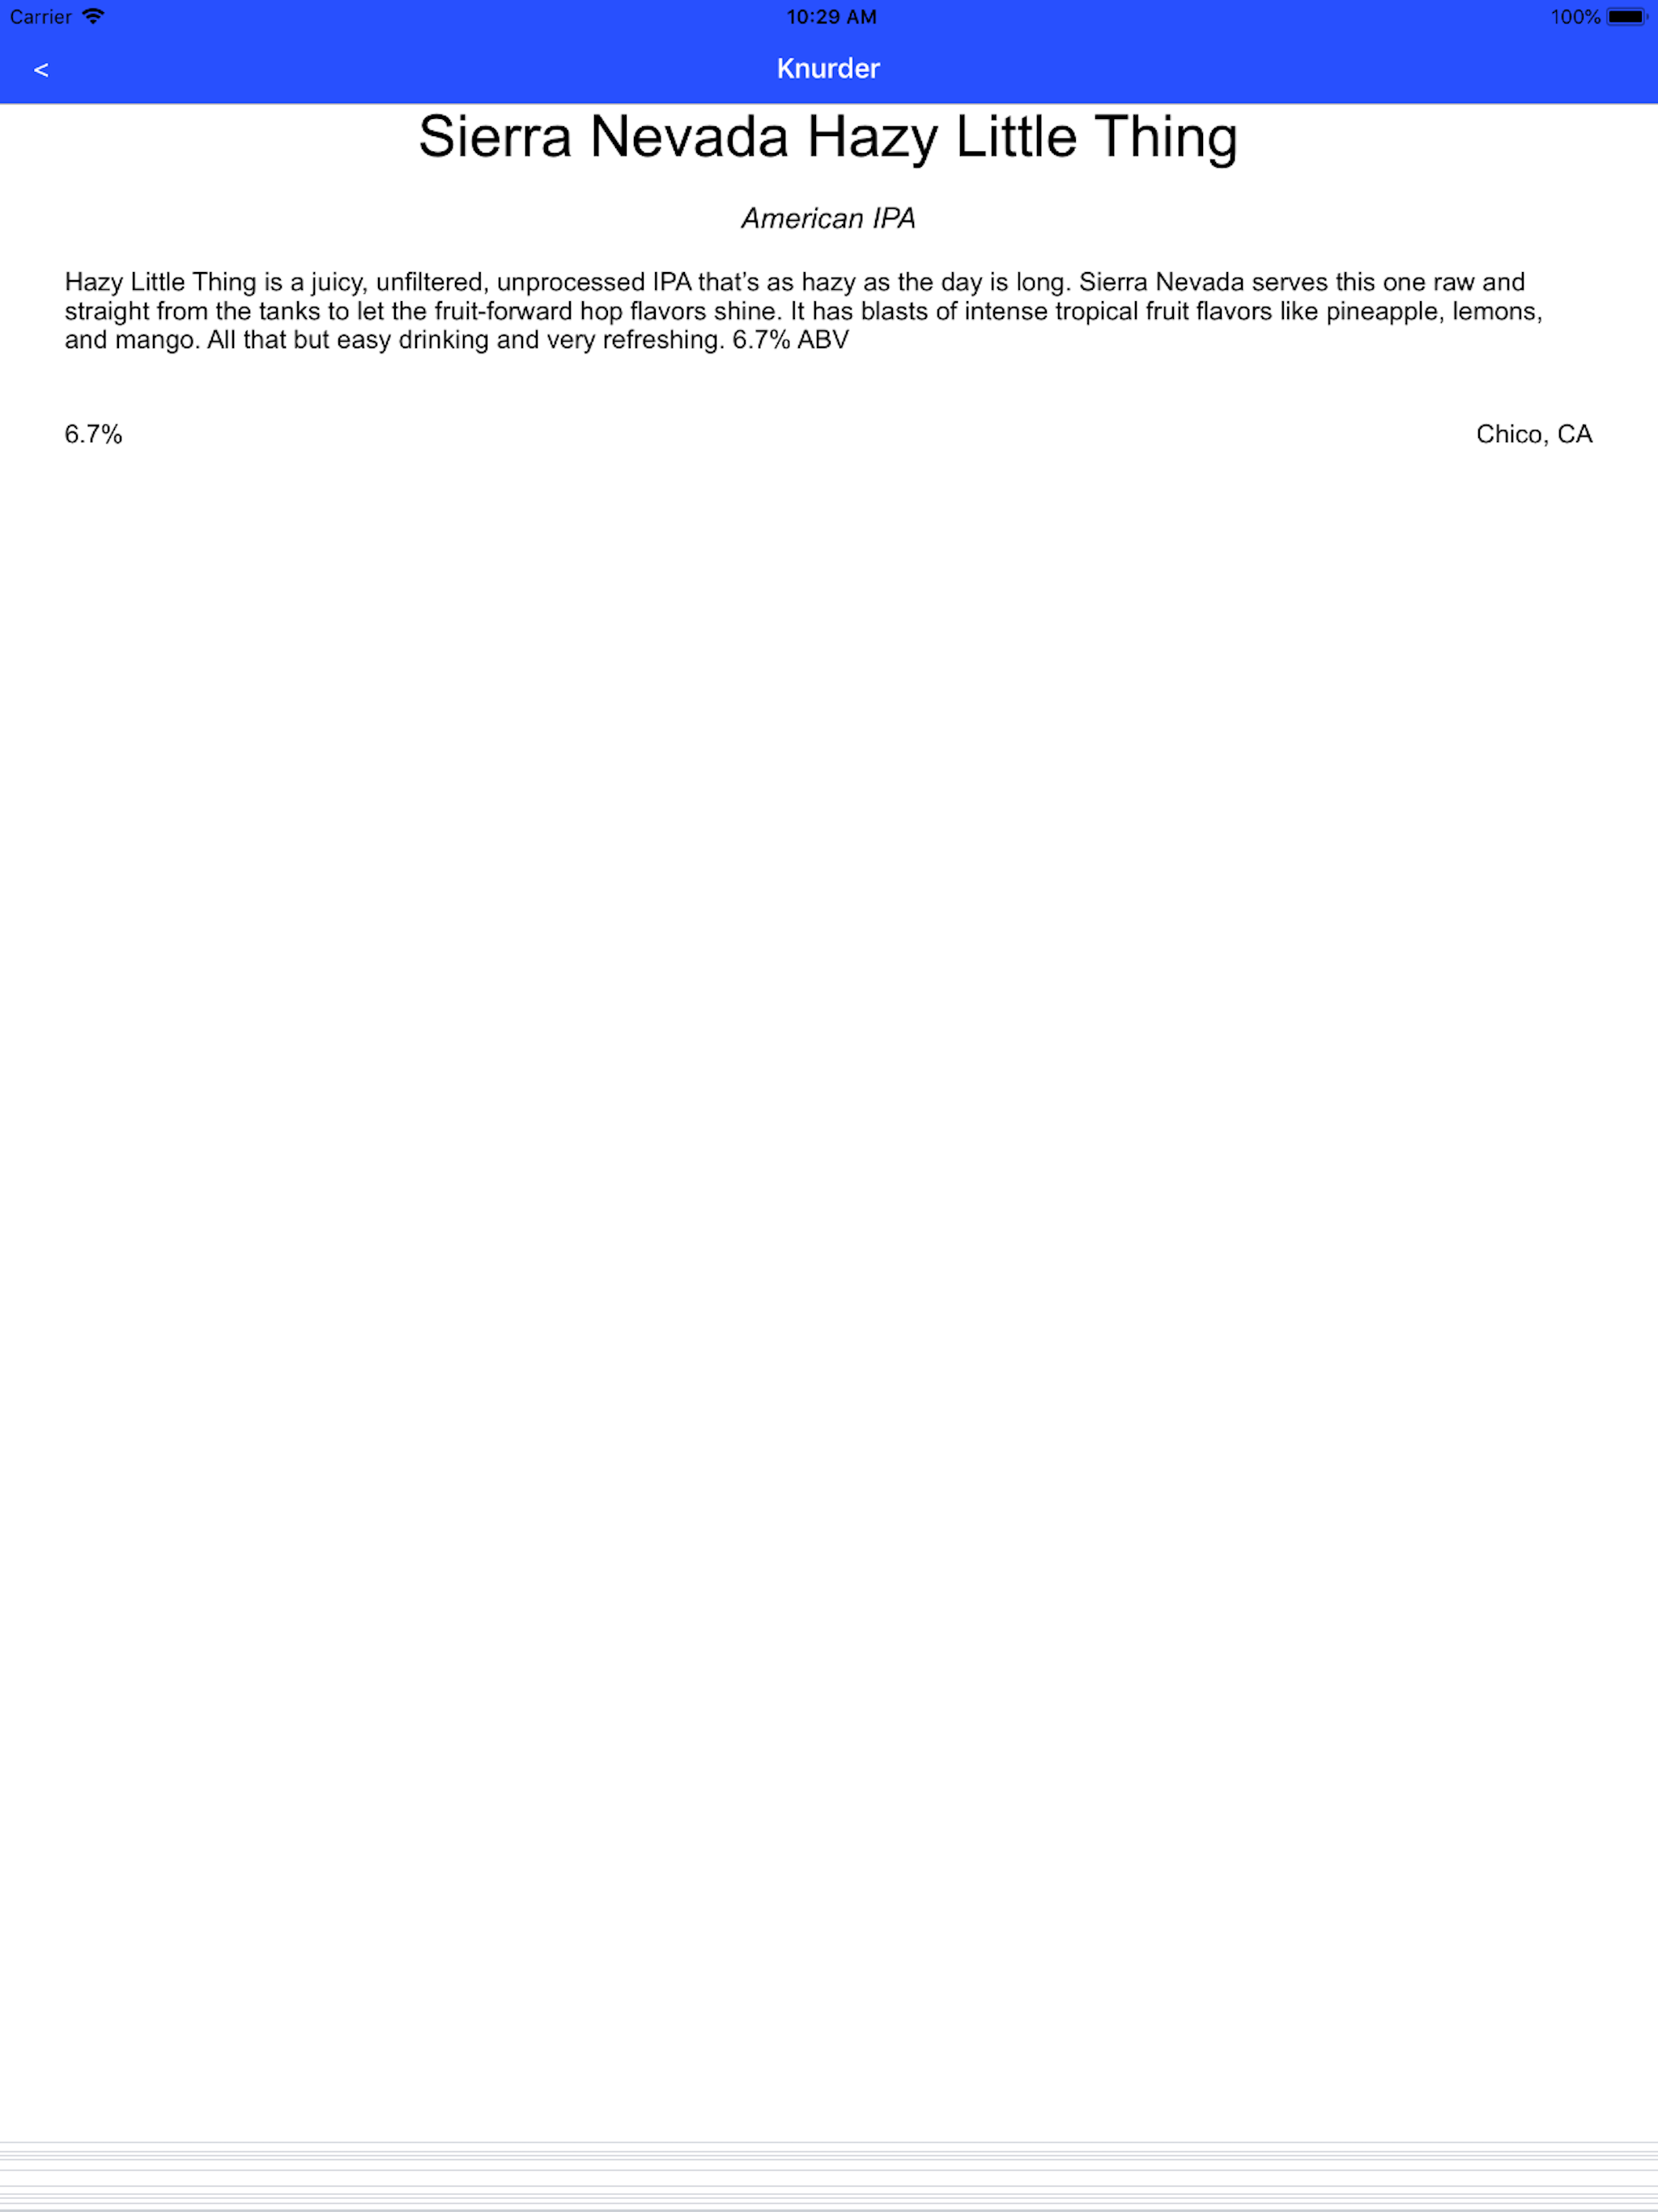 Carrier 10:29 AM 100%
< Knurder
Sierra Nevada Hazy Little Thing
American IPA
Hazy Little Thing is a juicy, unfiltered, unprocessed IPA that’s as hazy as the day is long. Sierra Nevada serves this one raw and
straight from the tanks to let the fruit-forward hop flavors shine. It has blasts of intense tropical fruit flavors like pineapple, lemons,
and mango. All that but easy drinking and very refreshing. 6.7% ABV
6.7% Chico, CA